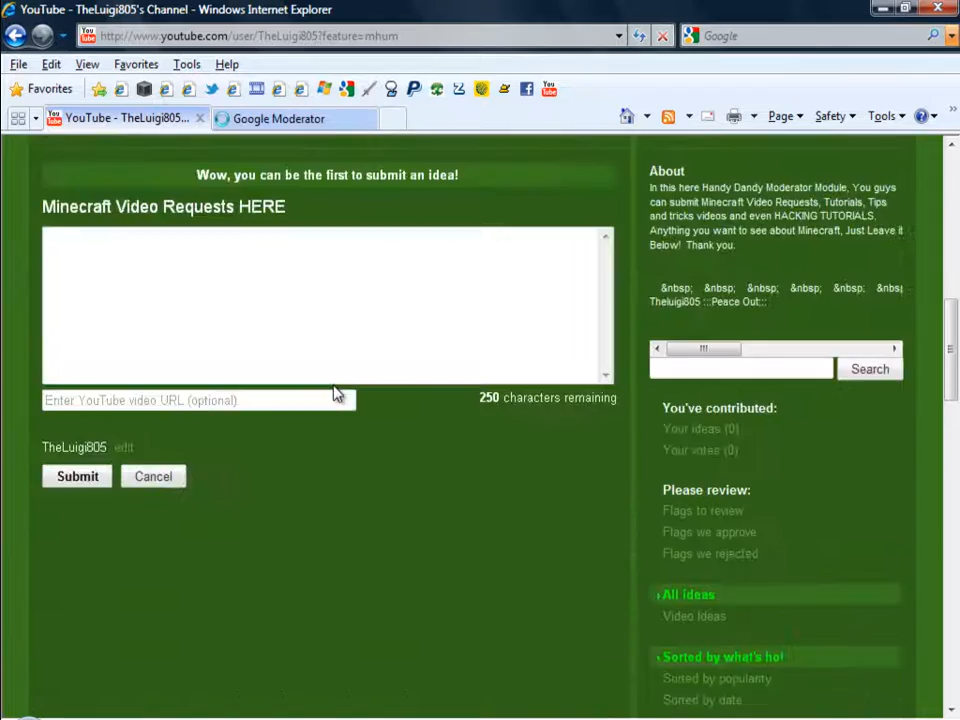 YouTube - TheLuigi805's Channel - Windows Internet Explorer
http://www.youtube.com/user/TheLuigi805?feature=mhum
Google
File Edit View Favorites Tools Help
Favorites
YouTube - TheLuigi805...
Google Moderator
Page Safety Tools
Wow, you can be the first to submit an idea!
Minecraft Video Requests HERE
Enter YouTube video URL (optional)
250 characters remaining
TheLuigi805 edit
Submit Cancel
About
In this here Handy Dandy Moderator Module, You guys
can submit Minecraft Video Requests, Tutorials, Tips
and tricks videos and even HACKING TUTORIALS.
Anything you want to see about Minecraft, Just Leave it
Below! Thank you.
&nbsp; &nbsp; &nbsp; &nbsp; &nbsp; &nbsp
Theluigi805 :::Peace Out:::
Search
You've contributed:
Your ideas (0)
Your votes (0)
Please review:
Flags to review
Flags we approve
Flags we rejected
All ideas
Video Ideas
Sorted by what's hot
Sorted by popularity
Sorted by date